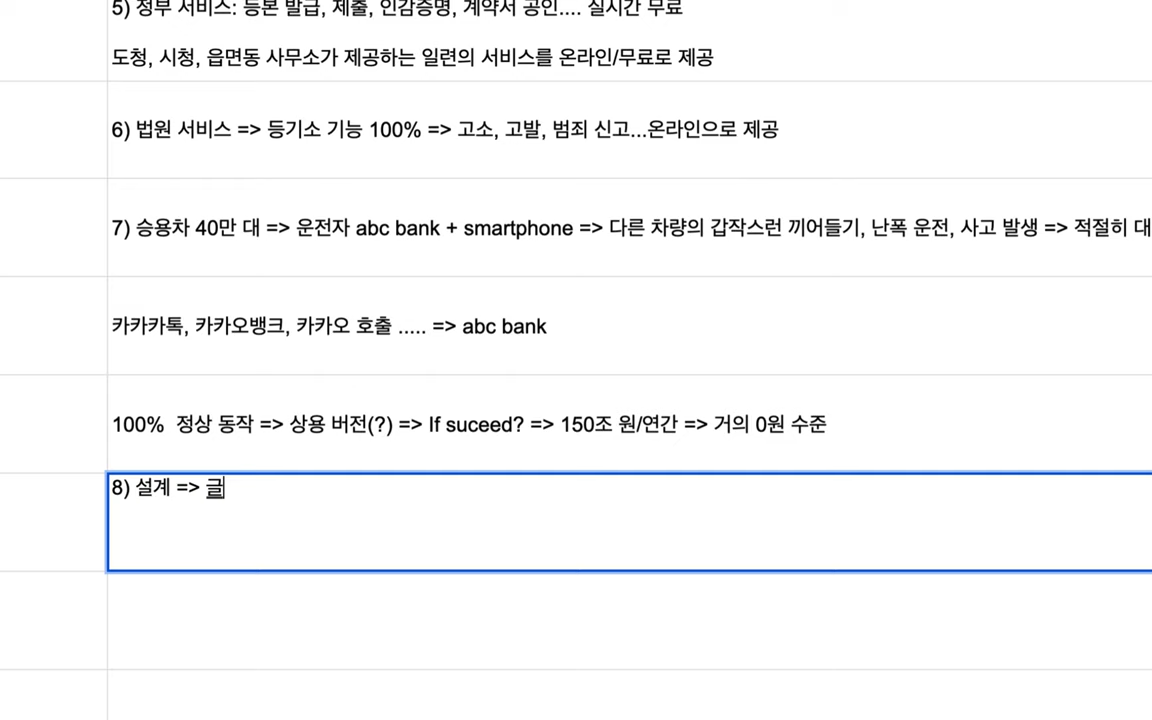 5) 정부 서비스: 등본 발급, 제출, 인감증명, 계약서 공인.... 실시간 무료
도청, 시청, 읍면동 사무소가 제공하는 일련의 서비스를 온라인/무료로 제공
6) 법원 서비스 => 등기소 기능 100% => 고소, 고발, 범죄 신고...온라인으로 제공
7) 승용차 40만 대 => 운전자 abc bank + smartphone => 다른 차량의 갑작스런 끼어들기, 난폭 운전, 사고 발생 => 적절히 대
카카카톡, 카카오뱅크, 카카오 호출 ..... => abc bank
100%  정상 동작 => 상용 버전(?) => If suceed? => 150조 원/연간 => 거의 0원 수준
8) 설계 => 글